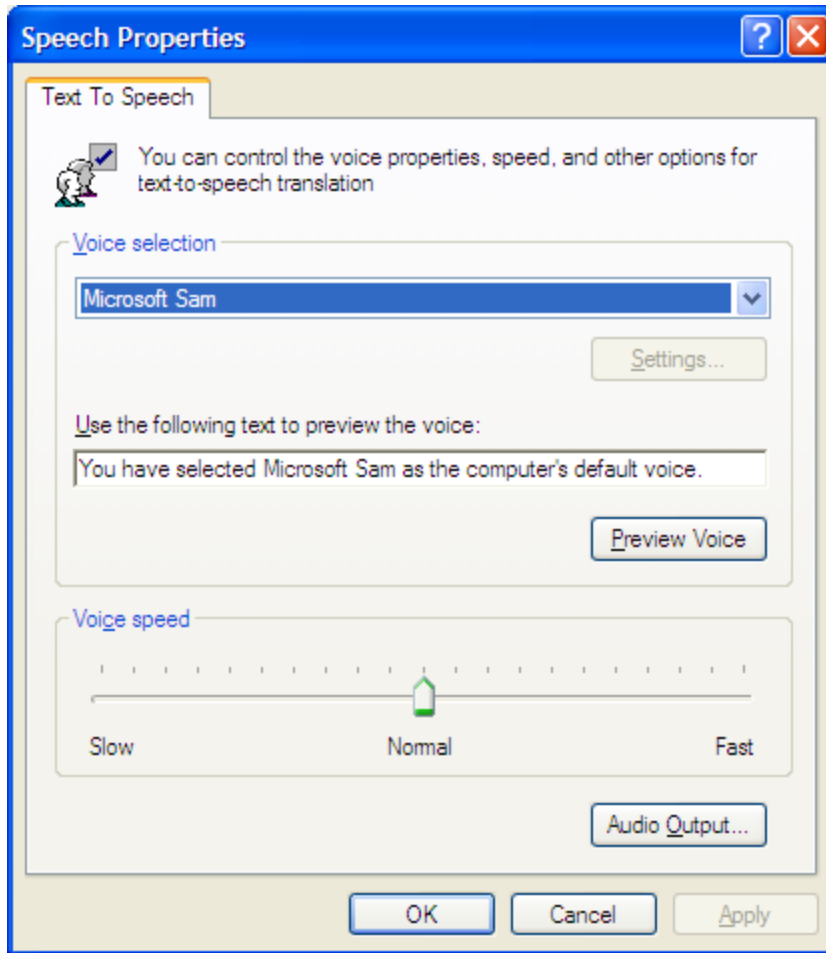 Speech Properties
?
Text To Speech
You can control the voice properties, speed, and other options for
text-to-speech translation
Voice selection
Microsoft Sam
Settings...
Use the following text to preview the voice:
You have selected Microsoft Sam as the computer's default voice.
Preview Voice
Voice speed
Slow Normal Fast
Audio Output...
OK Cancel Apply